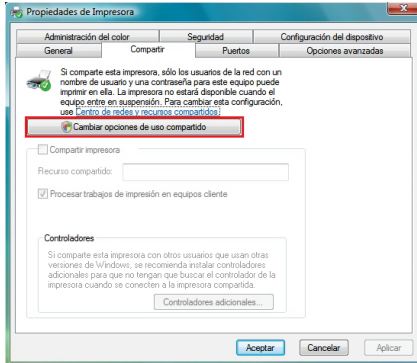 Propiedades de Impresora
Administración del color
Seguridad
Configuración del dispositivo
General
Compartir
Puertos
Opciones avanzadas
Si comparte esta impresora, sólo los usuarios de la red con un
nombre de usuario y una contraseña para este equipo puede
imprimir en ella. La impresora no estará disponible cuando el
equipo entre en suspensión. Para cambiar esta configuración,
use Centro de redes y recursos compartidos.
Cambiar opciones de uso compartido
Compartir impresora
Recurso compartido:
Procesar trabajos de impresión en equipos cliente
Controladores
Si comparte esta impresora con otros usuarios que usan otras
versiones de Windows, se recomienda instalar controladores
adicionales para que no tengan que buscar el controlador de la
impresora cuando se conecten a la impresora compartida.
Controladores adicionales...
Aceptar
Cancelar
Aplicar